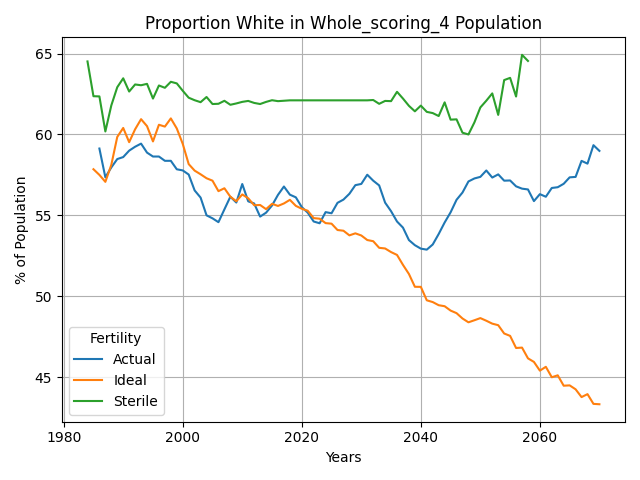 Proportion White in Whole_scoring_4 Population
% of Population
65
60
55
50
45
Fertility
Actual
Ideal
Sterile
1980
2000
2020
2040
2060
Years